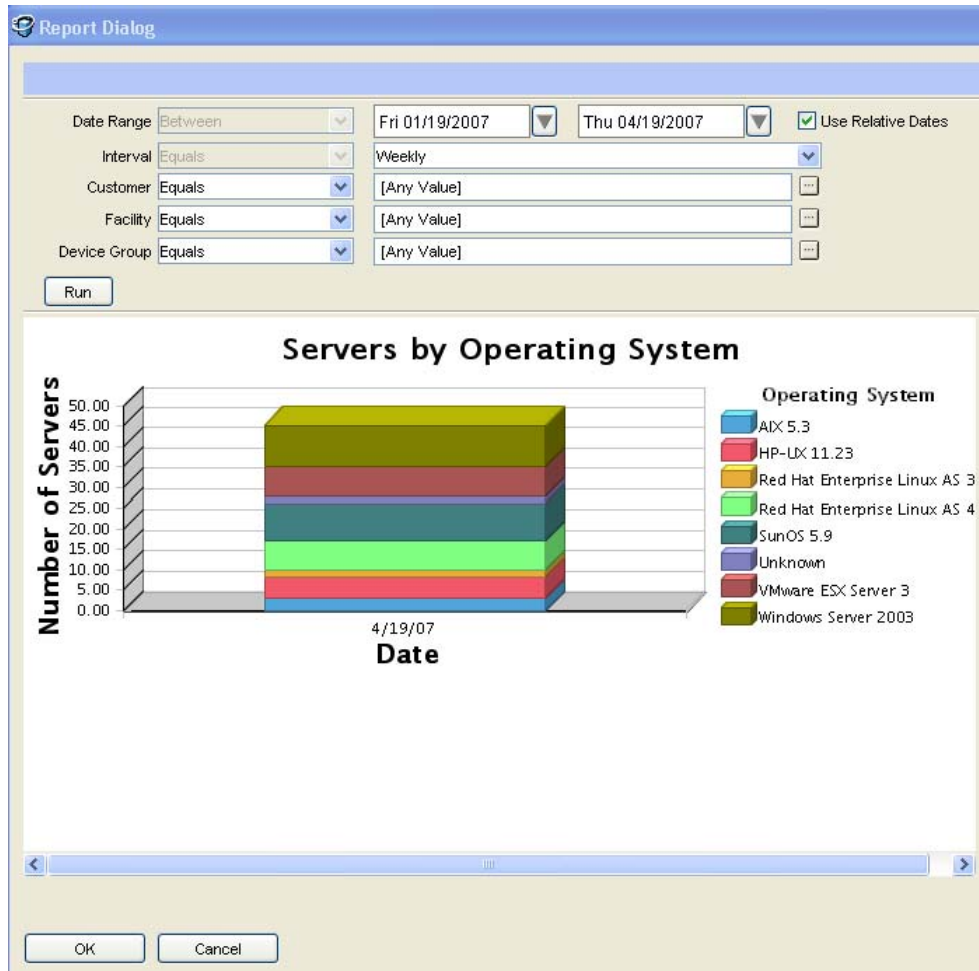 Report Dialog
Date Range Between Fri 01/19/2007 Thu 04/19/2007 Use Relative Dates
Interval Equals Weekly
Customer Equals [Any Value] ...
Facility Equals [Any Value] ...
Device Group Equals [Any Value] ...
Run
Servers by Operating System
Number of Servers
50.00
45.00
40.00
35.00
30.00
25.00
20.00
15.00
10.00
5.00
0.00
4/19/07
Date
Operating System
AIX 5.3
HP-UX 11.23
Red Hat Enterprise Linux AS 3
Red Hat Enterprise Linux AS 4
SunOS 5.9
Unknown
VMware ESX Server 3
Windows Server 2003
OK Cancel